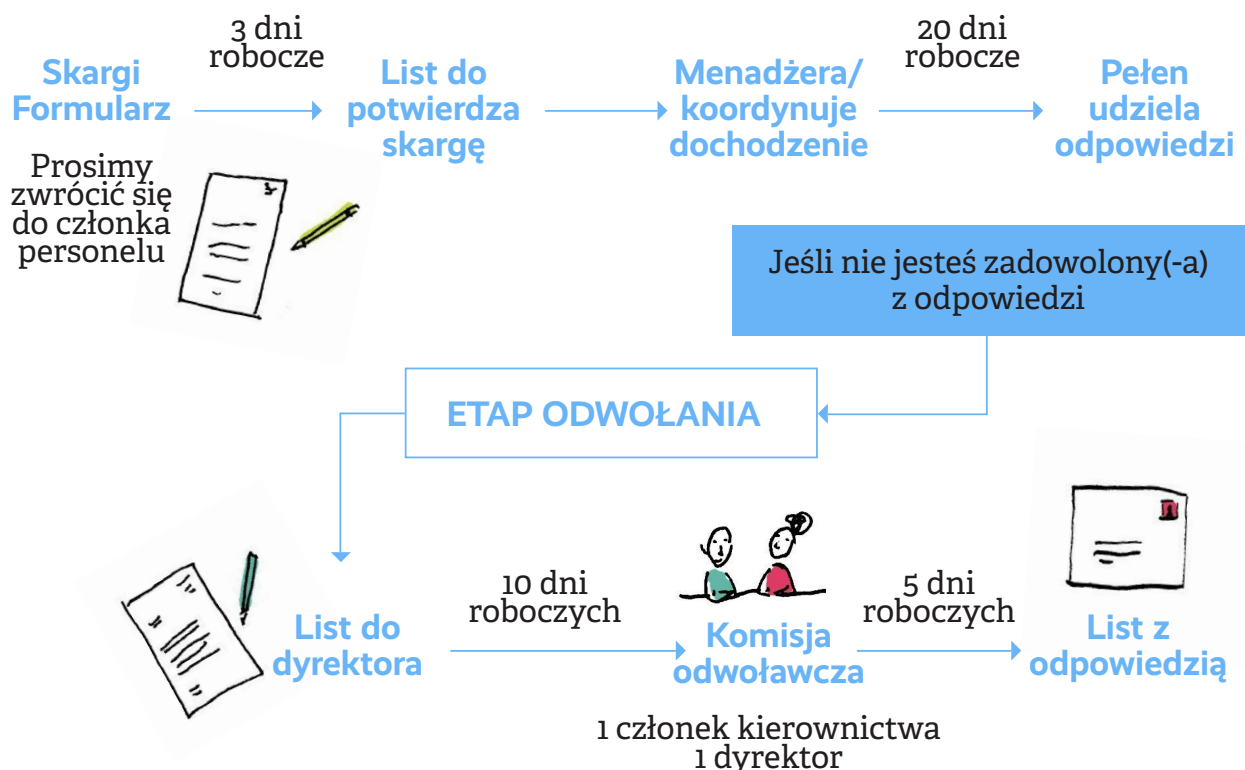 3 dni
robocze
20 dni
robocze
Skargi
Formularz
List do
potwierdza
skargę
Menadżera/
koordynuje
dochodzenie
Pełen
udziela
odpowiedzi
Prosimy
zwrócić się
do członka
personelu
Jeśli nie jesteś zadowolony(-a)
z odpowiedzi
ETAP ODWOŁANIA
List do
dyrektora
10 dni
roboczych
Komisja
odwoławcza
5 dni
roboczych
List z
odpowiedzią
1 członek kierownictwa
1 dyrektor